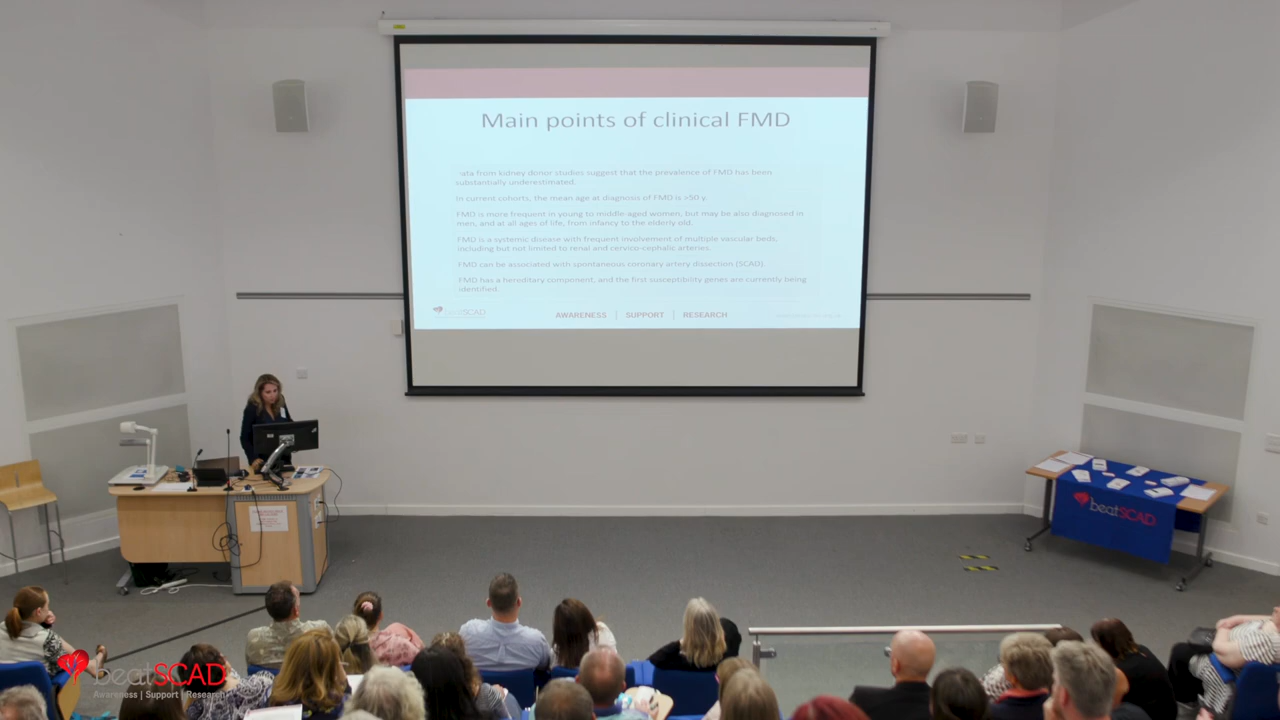 Main points of clinical FMD
ata from kidney donor studies suggest that the prevalence of FMD has been
substantially underestimated.
In current cohorts, the mean age at diagnosis of FMD is >50 y.
FMD is more frequent in young to middle-aged women, but may be also diagnosed in
men, and at all ages of life, from infancy to the elderly old.
FMD is a systemic disease with frequent involvement of multiple vascular beds,
including but not limited to renal and cervico-cephalic arteries.
FMD can be associated with spontaneous coronary artery dissection (SCAD).
FMD has a hereditary component, and the first susceptibility genes are currently being
identified.
beatSCAD
AWARENESS | SUPPORT | RESEARCH
beatSCAD
beatSCAD
Awareness | Support | Research